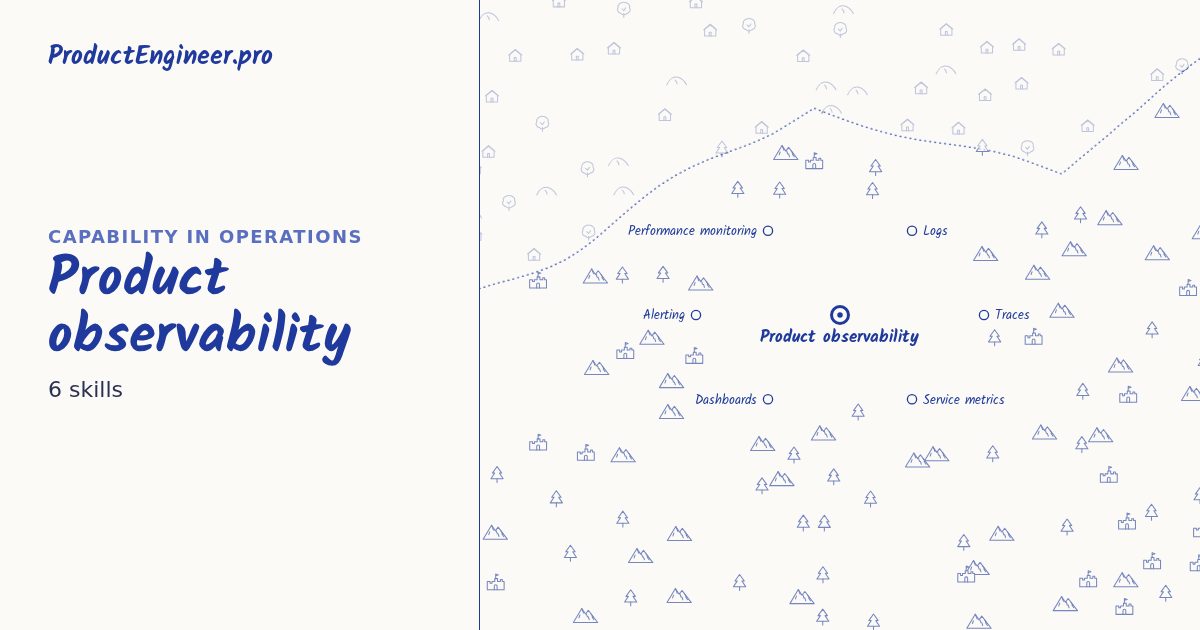 ProductEngineer.pro
CAPABILITY IN OPERATIONS
Product
observability
6 skills
Performance monitoring
Logs
Alerting
Traces
Product observability
Dashboards
Service metrics